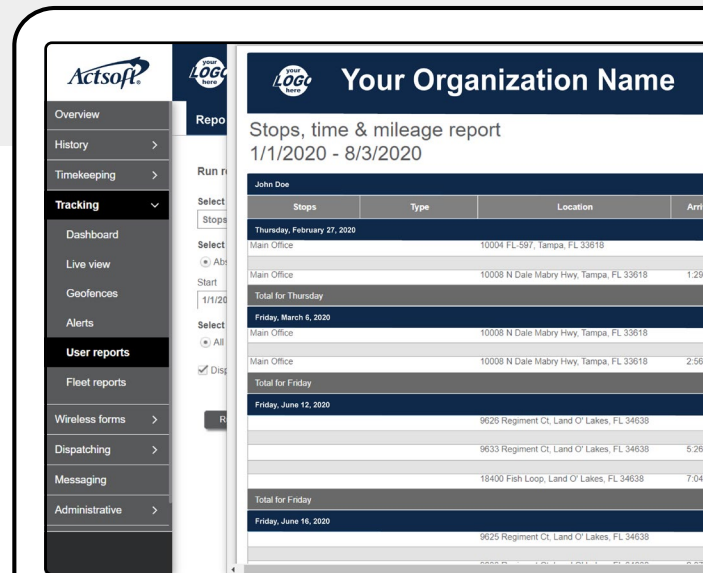 Actsoft®
Overview
History
Timekeeping
Tracking
Dashboard
Live view
Geofences
Alerts
User reports
Fleet reports
Wireless forms
Dispatching
Messaging
Administrative
your
LOGO
here
Repo
Run r
Select
Stops
Select
Abs
Start
1/1/20
Select
All
Disp
R
your
LOGO
here
Your Organization Name
Stops, time & mileage report
1/1/2020 - 8/3/2020
John Doe
Stops Type Location Arri
Thursday, February 27, 2020
Main Office 10004 FL-597, Tampa, FL 33618
Main Office 10008 N Dale Mabry Hwy, Tampa, FL 33618 1:29
Total for Thursday
Friday, March 6, 2020
Main Office 10008 N Dale Mabry Hwy, Tampa, FL 33618
Main Office 10008 N Dale Mabry Hwy, Tampa, FL 33618 2:56
Total for Friday
Friday, June 12, 2020
9626 Regiment Ct, Land O' Lakes, FL 34638
9633 Regiment Ct, Land O' Lakes, FL 34638 5:26
18400 Fish Loop, Land O' Lakes, FL 34638 7:04
Total for Friday
Friday, June 16, 2020
9625 Regiment Ct, Land O' Lakes, FL 34638